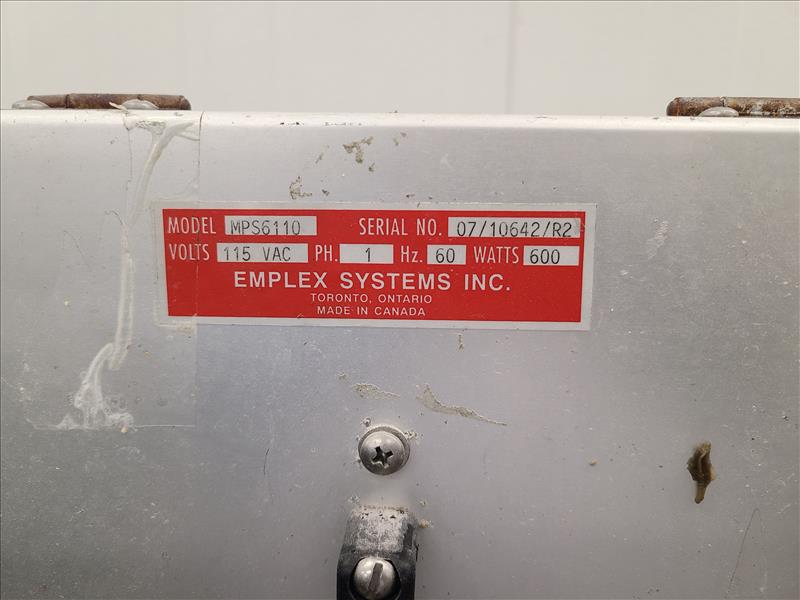 MODEL MPS6110 SERIAL NO. 07/10642/R2
VOLTS 115 VAC PH. 1 Hz. 60 WATTS 600
EMPLEX SYSTEMS INC.
TORONTO, ONTARIO
MADE IN CANADA